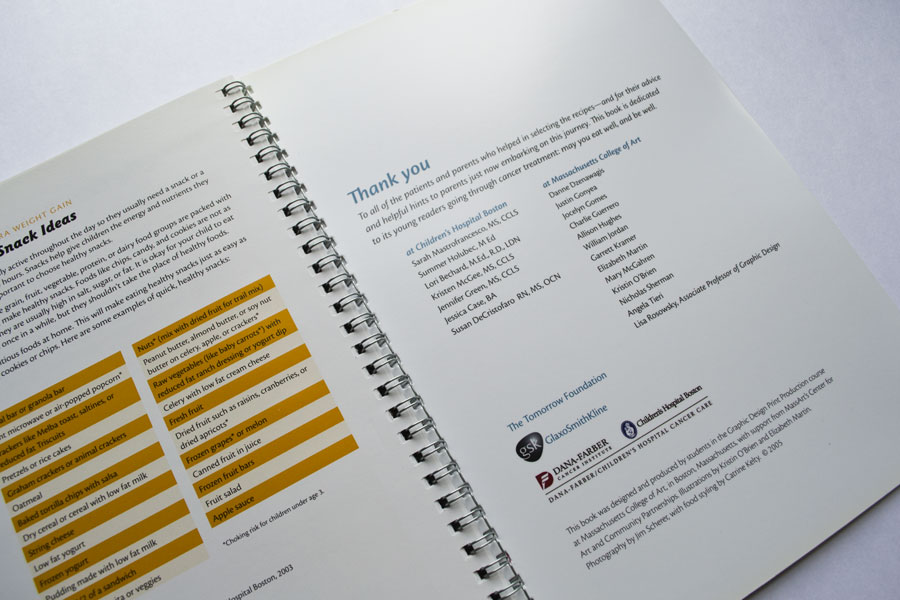 RA WEIGHT GAIN
Snack Ideas
ly active throughout the day so they usually need a snack or a
hours. Snacks help give children the energy and nutrients they
portant to choose healthy snacks.
e grain, fruit, vegetable, protein, or dairy food groups are packed with
make healthy snacks. Foods like chips, candy, and cookies are not as
they are usually high in salt, sugar, or fat. It is okay for your child to eat
once in a while, but they shouldn't take the place of healthy foods.
itious foods at home. This will make eating healthy snacks just as easy as
cookies or chips. Here are some examples of quick, healthy snacks:
al bar or granola bar
microwave or air-popped popcorn*
rackers like Melba toast, saltines, or
reduced fat Triscuits
Pretzels or rice cakes
Graham crackers or animal crackers
Oatmeal
Baked tortilla chips with salsa
Dry cereal or cereal with low fat milk
String cheese
Low fat yogurt
Frozen yogurt
Pudding made with low fat milk
of a sandwich
or veggies
Nuts* (mix with dried fruit for trail mix)
Peanut butter, almond butter, or soy nut
butter on celery, apple, or crackers*
Raw vegetables (like baby carrots*) with
reduced fat ranch dressing or yogurt dip
Celery with low fat cream cheese
Fresh fruit
Dried fruit such as raisins, cranberries, or
dried apricots*
Frozen grapes* or melon
Canned fruit in juice
Frozen fruit bars
Fruit salad
Apple sauce
*Choking risk for children under age 3.
Hospital Boston, 2003
Thank you
To all of the patients and parents who helped in selecting the recipes—and for their advice
and helpful hints to parents just now embarking on this journey. This book is dedicated
to its young readers going through cancer treatment: may you eat well, and be well.
at Children's Hospital Boston
Sarah Mastrofrancesco, MS, CCLS
Summer Holubec, M.Ed.
Lori Bechard, M.Ed., R.D., LDN
Kristen McGee, MS, CCLS
Jennifer Green, MS, CCLS
Jessica Case, BA
Susan DeCristofaro RN, MS, OCN
at Massachusetts College of Art
Danne Dzenawagis
Justin Gonyea
Jocelyn Gomes
Charlie Guerrero
Allison Hughes
William Jordan
Garrett Kramer
Elizabeth Martin
Mary McGahren
Kristin O'Brien
Nicholas Sherman
Angela Tieri
Lisa Rosowsky, Associate Professor of Graphic Design
The Tomorrow Foundation
gsk GlaxoSmithKline
DANA-FARBER
CANCER INSTITUTE
Children's Hospital Boston
DANA-FARBER/CHILDREN'S HOSPITAL CANCER CARE
This book was designed and produced by students in the Graphic Design Print Production course
at Massachusetts College of Art, in Boston, Massachusetts, with support from MassArt's Center for
Art and Community Partnerships. Illustrations by Kristin O'Brien and Elizabeth Martin.
Photography by Jim Scherer, with food styling by Catrine Kelty. © 2005